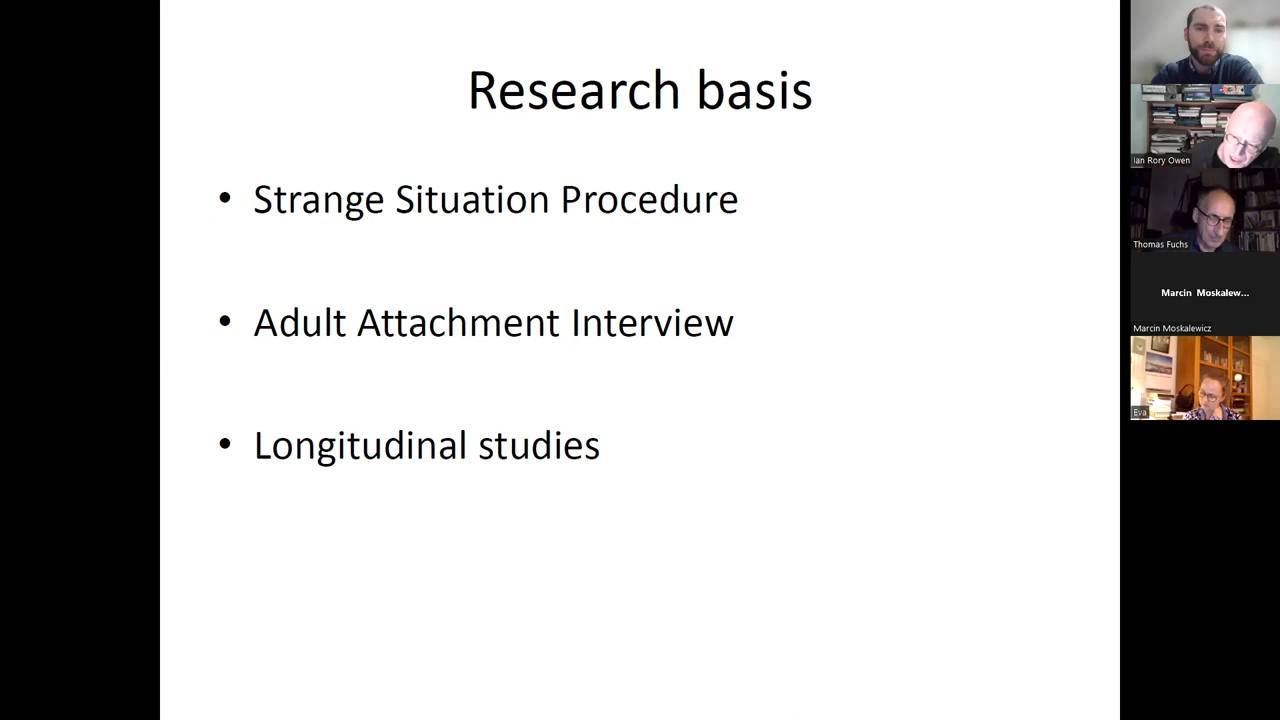 Research basis
• Strange Situation Procedure
• Adult Attachment Interview
• Longitudinal studies
Ian Rory Owen
Thomas Fuchs
Marcin Moskalew...
Marcin Moskalewicz
Eva